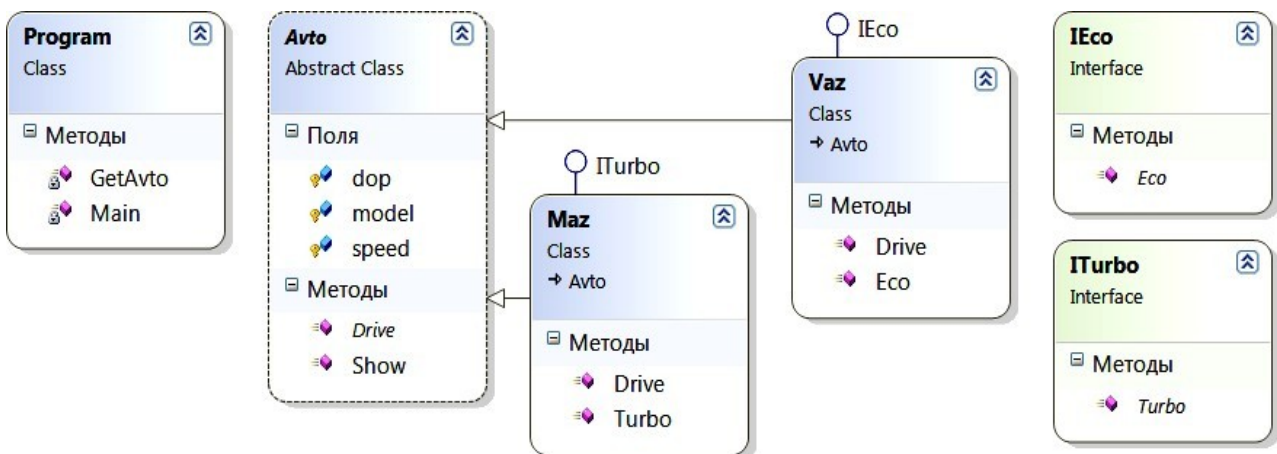 Program
Class
Методы
GetAvto
Main
Avto
Abstract Class
Поля
dop
model
speed
Методы
Drive
Show
ITurbo
Maz
Class
Avto
Методы
Drive
Turbo
IEco
Vaz
Class
Avto
Методы
Drive
Eco
IEco
Interface
Методы
Eco
ITurbo
Interface
Методы
Turbo